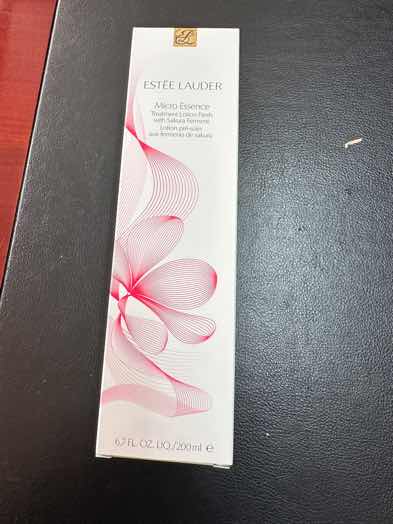 ESTĒE LAUDER
Micro Essence
Treatment Lotion Fresh
with Sakura Ferment
Lotion pré-soin
aux ferments de sakura
6.7 FL. OZ. LIQ./200 ml ℮